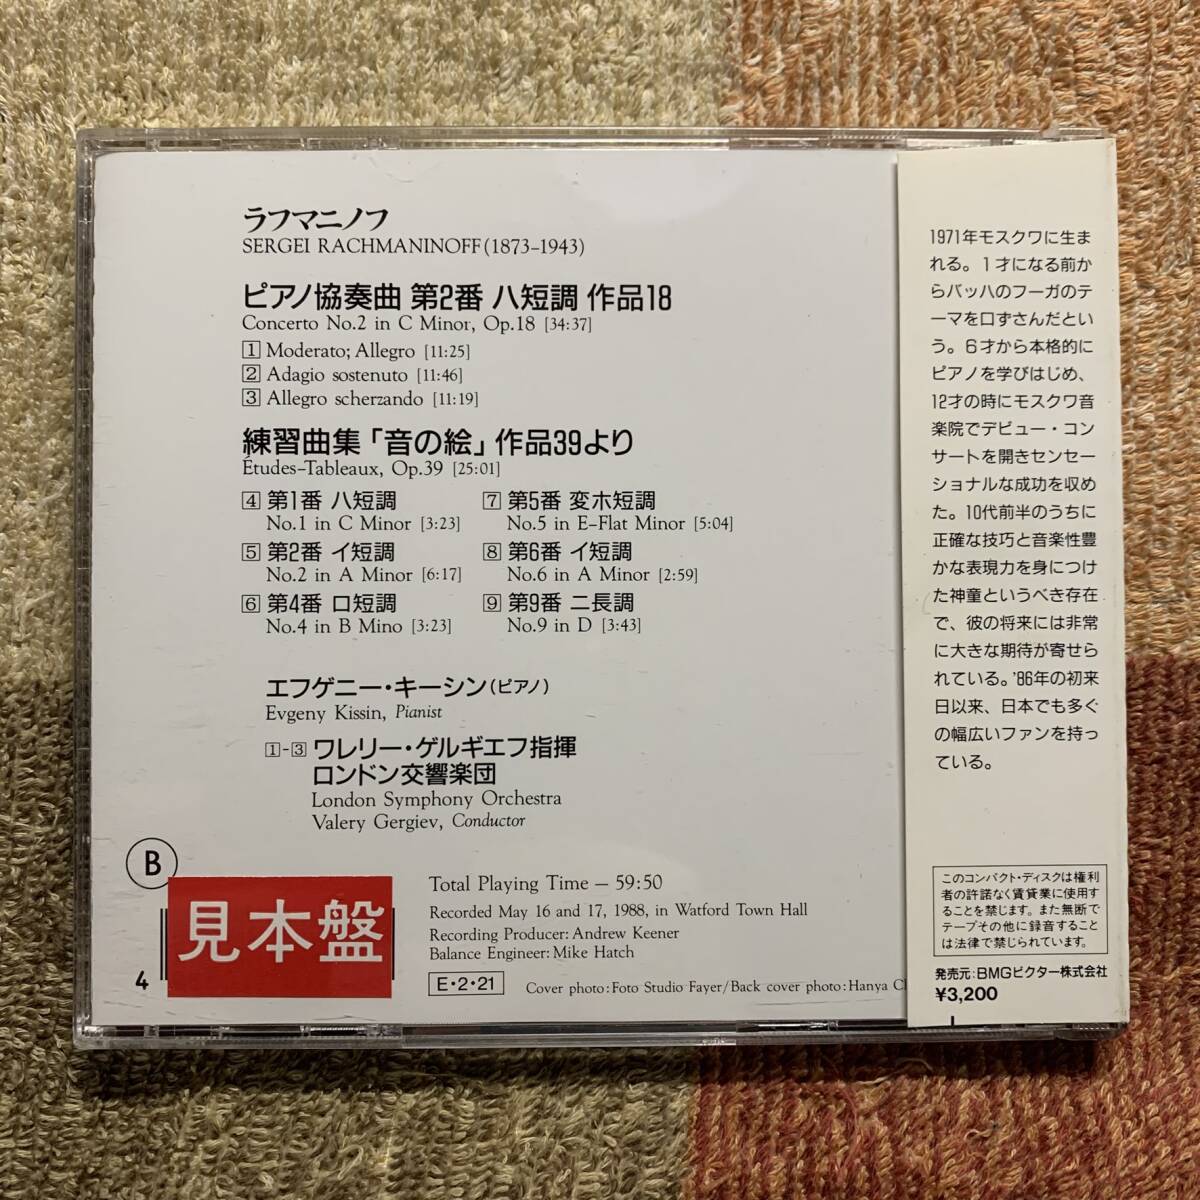 ラフマニノフ
SERGEI RACHMANINOFF (1873–1943)
ピアノ協奏曲 第2番 ハ短調 作品18
Concerto No.2 in C Minor, Op.18 [34:37]
1 Moderato; Allegro [11:25]
2 Adagio sostenuto [11:46]
3 Allegro scherzando [11:19]
練習曲集「音の絵」作品39より
Études–Tableaux, Op.39 [25:01]
4 第1番 ハ短調
No.1 in C Minor [3:23]
5 第2番 イ短調
No.2 in A Minor [6:17]
6 第4番 ロ短調
No.4 in B Mino [3:23]
7 第5番 変ホ短調
No.5 in E–Flat Minor [5:04]
8 第6番 イ短調
No.6 in A Minor [2:59]
9 第9番 ニ長調
No.9 in D [3:43]
エフゲニー・キーシン(ピアノ)
Evgeny Kissin, Pianist
1-3 ワレリー・ゲルギエフ指揮
ロンドン交響楽団
London Symphony Orchestra
Valery Gergiev, Conductor
B
見本盤
4
Total Playing Time — 59:50
Recorded May 16 and 17, 1988, in Watford Town Hall
Recording Producer: Andrew Keener
Balance Engineer: Mike Hatch
E・2・21
Cover photo: Foto Studio Fayer/Back cover photo: Hanya
1971年モスクワに生ま
れる。1才になる前か
らバッハのフーガのテ
ーマを口ずさんだとい
う。6才から本格的に
ピアノを学びはじめ、
12才の時にモスクワ音
楽院でデビュー・コン
サートを開きセンセー
ショナルな成功を収め
た。10代前半のうちに
正確な技巧と音楽性豊
かな表現力を身につけ
た神童というべき存在
で、彼の将来には非常
に大きな期待が寄せら
れている。'86年の初来
日以来、日本でも多く
の幅広いファンを持っ
ている。
このコンパクト・ディスクは権利
者の許諾なく賃貸業に使用す
ることを禁じます。また無断で
テープその他に録音すること
は法律で禁じられています。
発売元:BMGビクター株式会社
¥3,200